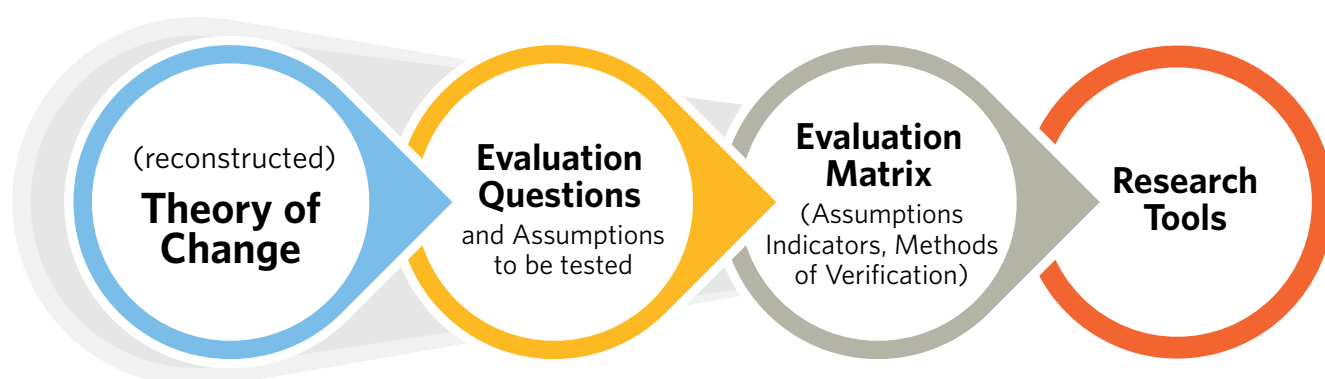 (reconstructed)
Theory of
Change
Evaluation
Questions
and Assumptions
to be tested
Evaluation
Matrix
(Assumptions
Indicators, Methods
of Verification)
Research
Tools